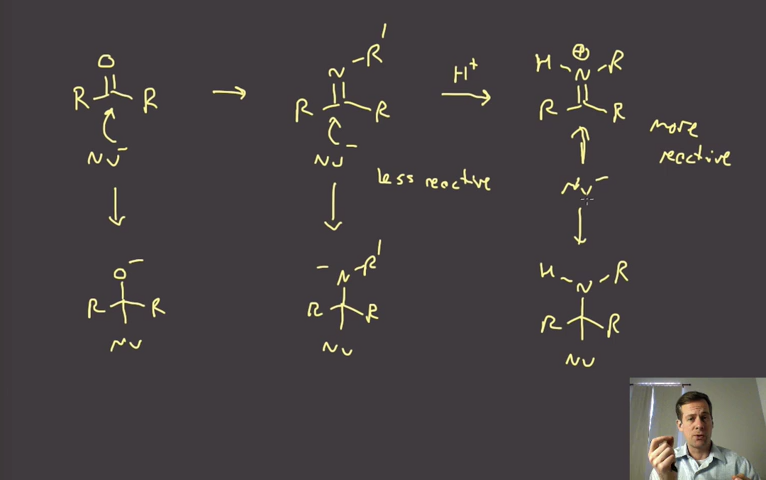 O
R R
Nu⁻
O⁻
R R
Nu
N-R'
R R
Nu⁻
less reactive
⁻N-R'
R R
Nu
H⁺
⊕
H N R
R R
more
reactive
Nu⁻
H N R
R R
Nu